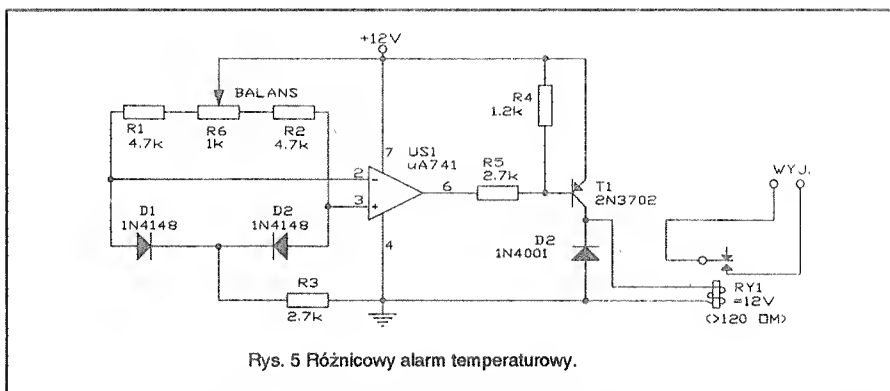 +12V
BALANS
R1
4.7k
R6
1k
R2
4.7k
R4
1.2k
7
US1
uA741
2
-
3
+
6
4
R5
2.7k
T1
2N3702
WYJ.
D1
1N4148
D2
1N4148
D2
1N4001
R3
2.7k
RY1
=12V
(>120 OM)
Rys. 5 Różnicowy alarm temperaturowy.